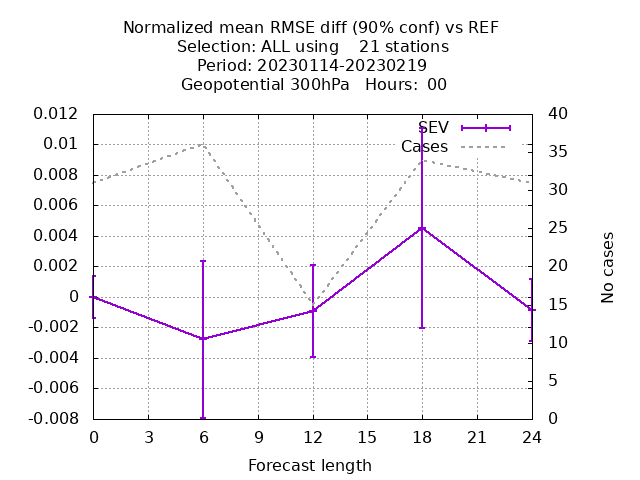 Normalized mean RMSE diff (90% conf) vs REF
Selection: ALL using    21 stations
Period: 20230114-20230219
Geopotential 300hPa   Hours:  00
0.012
0.01
0.008
0.006
0.004
0.002
0
-0.002
-0.004
-0.006
-0.008
SEV
Cases
40
35
30
25
20
15
10
5
0
No cases
0 3 6 9 12 15 18 21 24
Forecast length